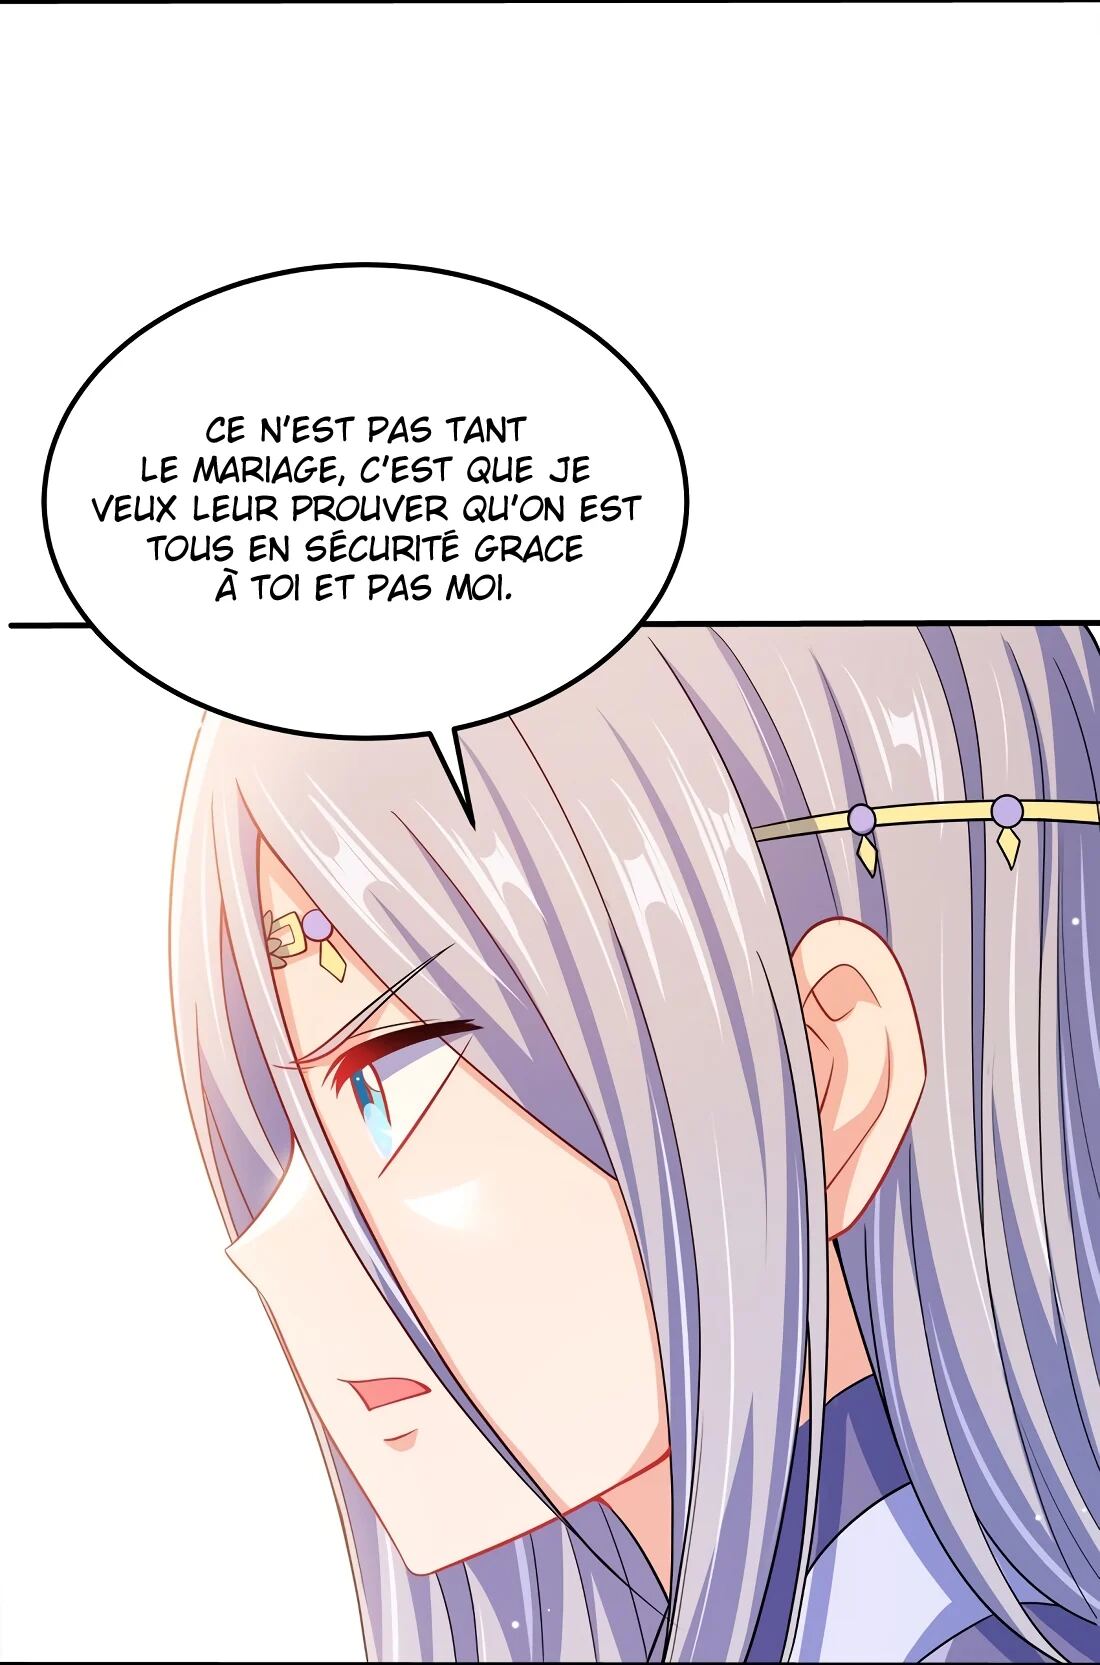 CE N'EST PAS TANT
LE MARIAGE, C'EST QUE JE
VEUX LEUR PROUVER QU'ON EST
TOUS EN SÉCURITÉ GRACE
À TOI ET PAS MOI.